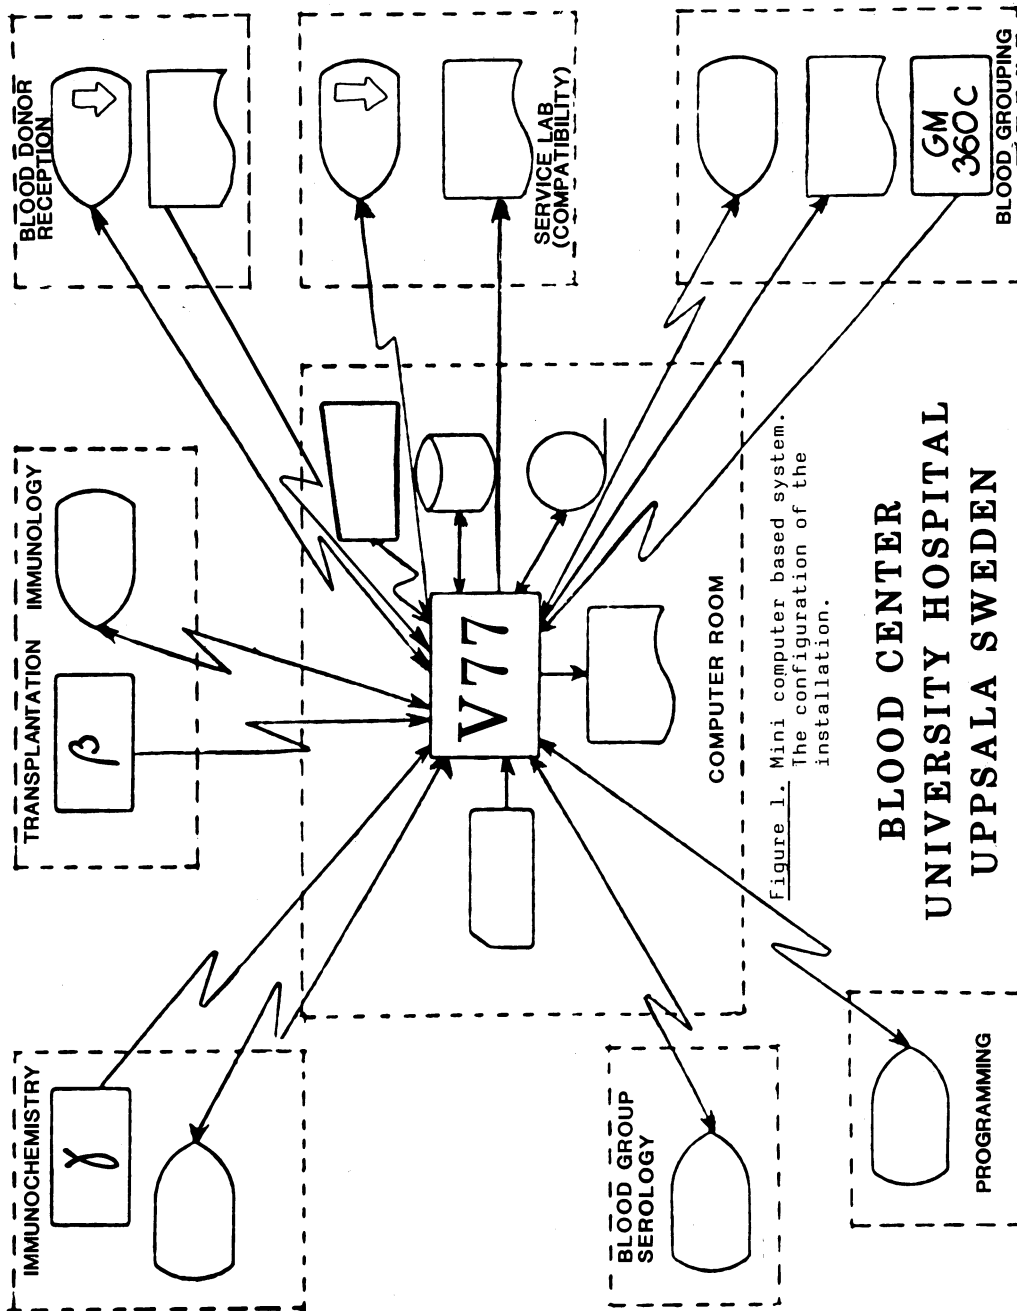 IMMUNOCHEMISTRY
TRANSPLANTATION IMMUNOLOGY
BLOOD DONOR
RECEPTION
γ
β
V77
SERVICE LAB
(COMPATIBILITY)
BLOOD GROUP
SEROLOGY
COMPUTER ROOM
Figure 1. Mini computer based system.
The configuration of the
installation.
GM
360C
BLOOD GROUPING
PROGRAMMING
BLOOD CENTER
UNIVERSITY HOSPITAL
UPPSALA SWEDEN